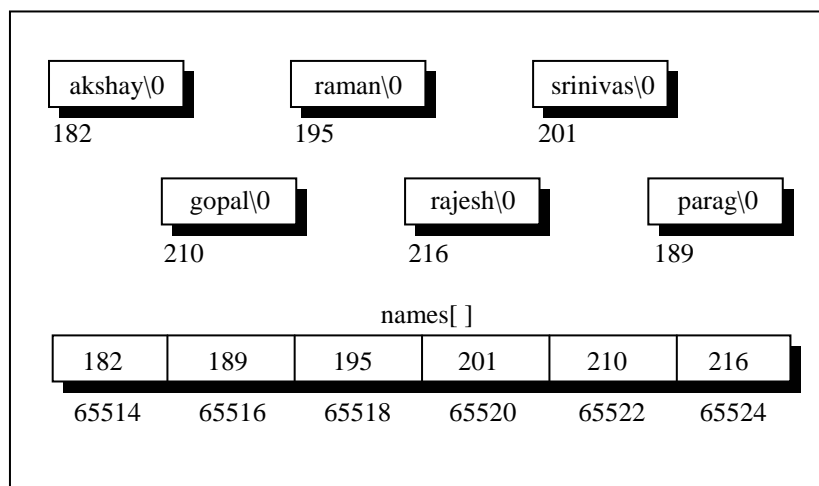 akshay\0 raman\0 srinivas\0
182 195 201
gopal\0 rajesh\0 parag\0
210 216 189
names[ ]
182 189 195 201 210 216
65514 65516 65518 65520 65522 65524